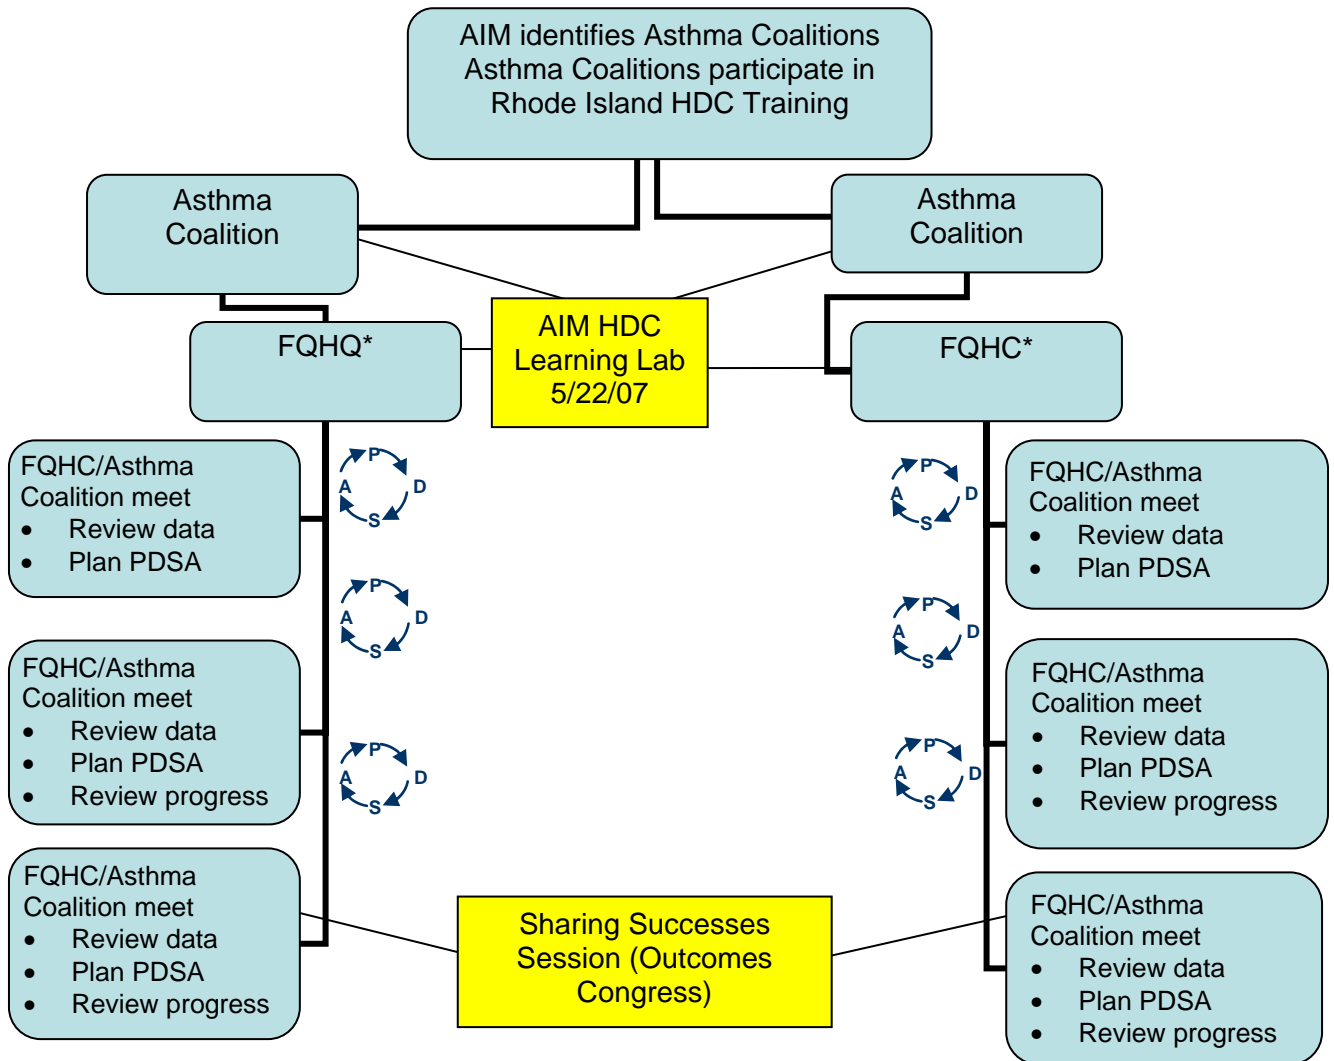 AIM identifies Asthma Coalitions
Asthma Coalitions participate in
Rhode Island HDC Training
Asthma
Coalition
Asthma
Coalition
FQHQ*
AIM HDC
Learning Lab
5/22/07
FQHC*
FQHC/Asthma
Coalition meet
• Review data
• Plan PDSA
P
D
S
A
P
D
S
A
FQHC/Asthma
Coalition meet
• Review data
• Plan PDSA
FQHC/Asthma
Coalition meet
• Review data
• Plan PDSA
• Review progress
P
D
S
A
P
D
S
A
FQHC/Asthma
Coalition meet
• Review data
• Plan PDSA
• Review progress
P
D
S
A
P
D
S
A
FQHC/Asthma
Coalition meet
• Review data
• Plan PDSA
• Review progress
Sharing Successes
Session (Outcomes
Congress)
FQHC/Asthma
Coalition meet
• Review data
• Plan PDSA
• Review progress